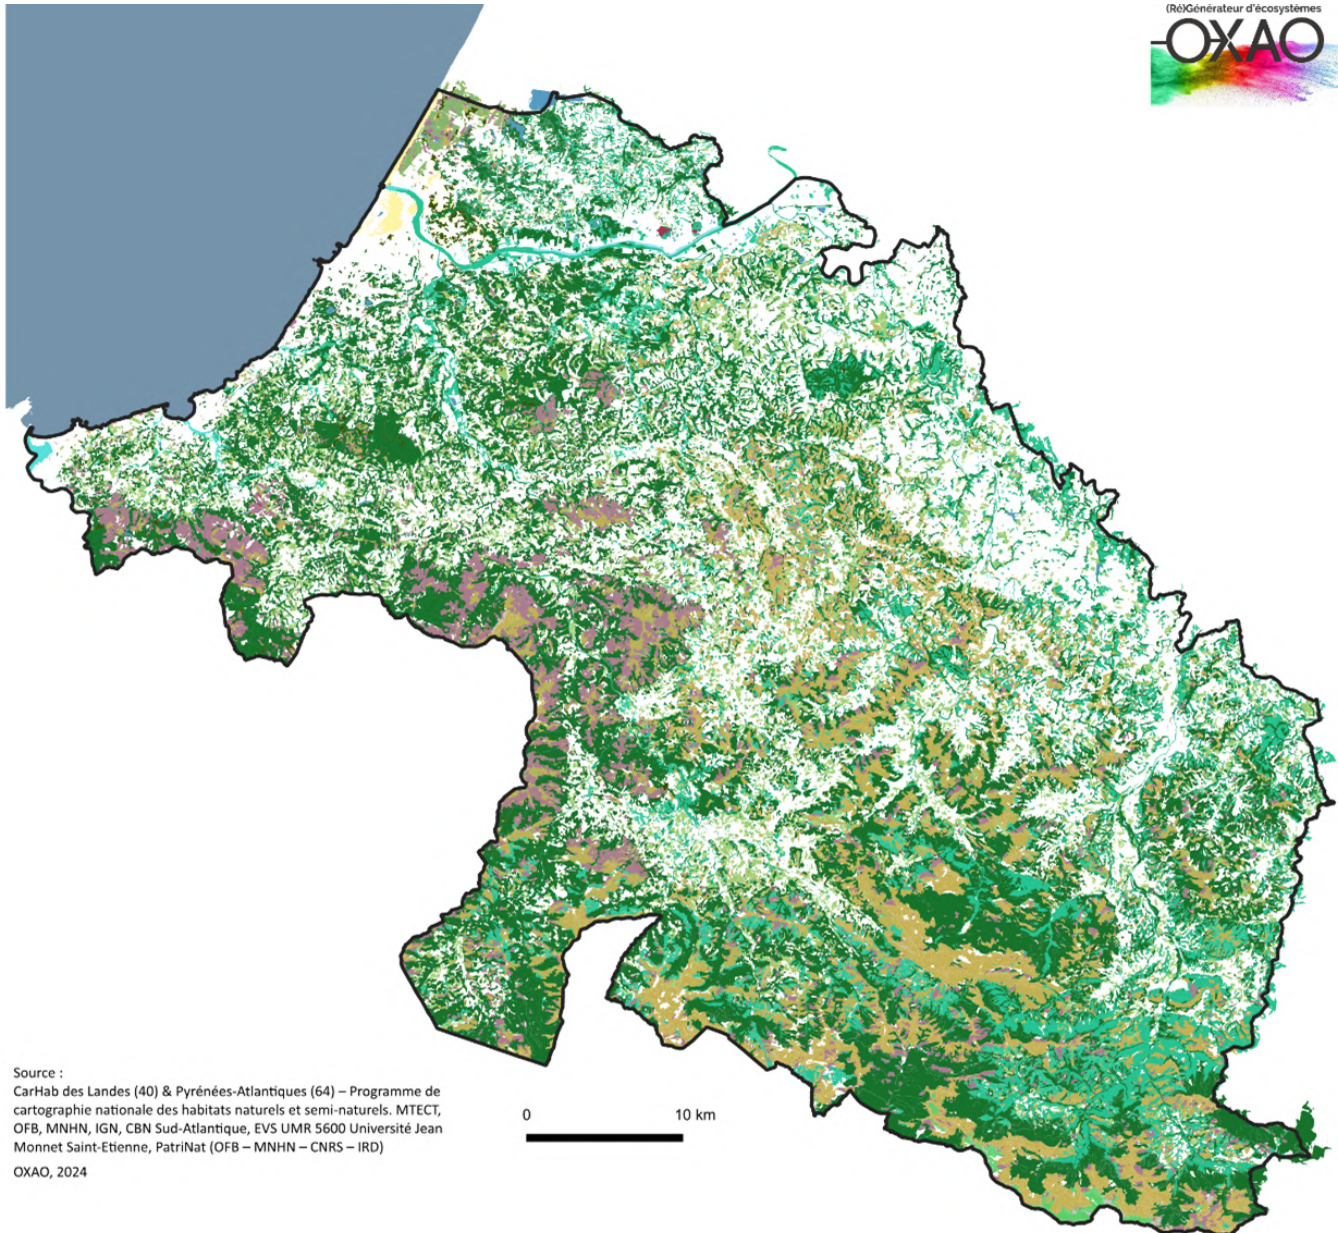 (Ré)Générateur d'écosystèmes
OXAO
Source :
CarHab des Landes (40) & Pyrénées-Atlantiques (64) – Programme de
cartographie nationale des habitats naturels et semi-naturels. MTECT,
OFB, MNHN, IGN, CBN Sud-Atlantique, EVS UMR 5600 Université Jean
Monnet Saint-Etienne, PatriNat (OFB – MNHN – CNRS – IRD)
OXAO, 2024
0 10 km